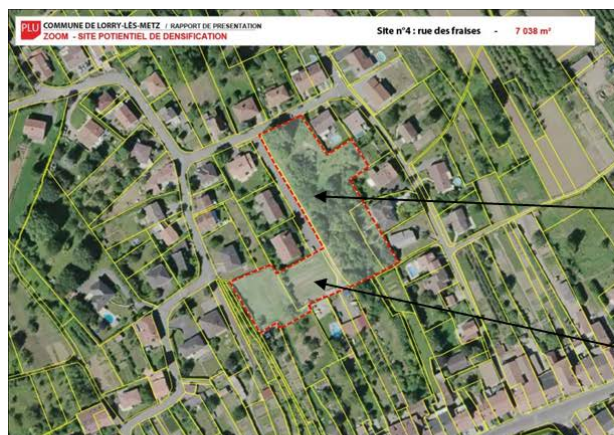 PLU COMMUNE DE LORRY-LÈS-METZ / RAPPORT DE PRESENTATION
ZOOM - SITE POTIENTIEL DE DENSIFICATION
Site n°4 : rue des fraises - 7 038 m²